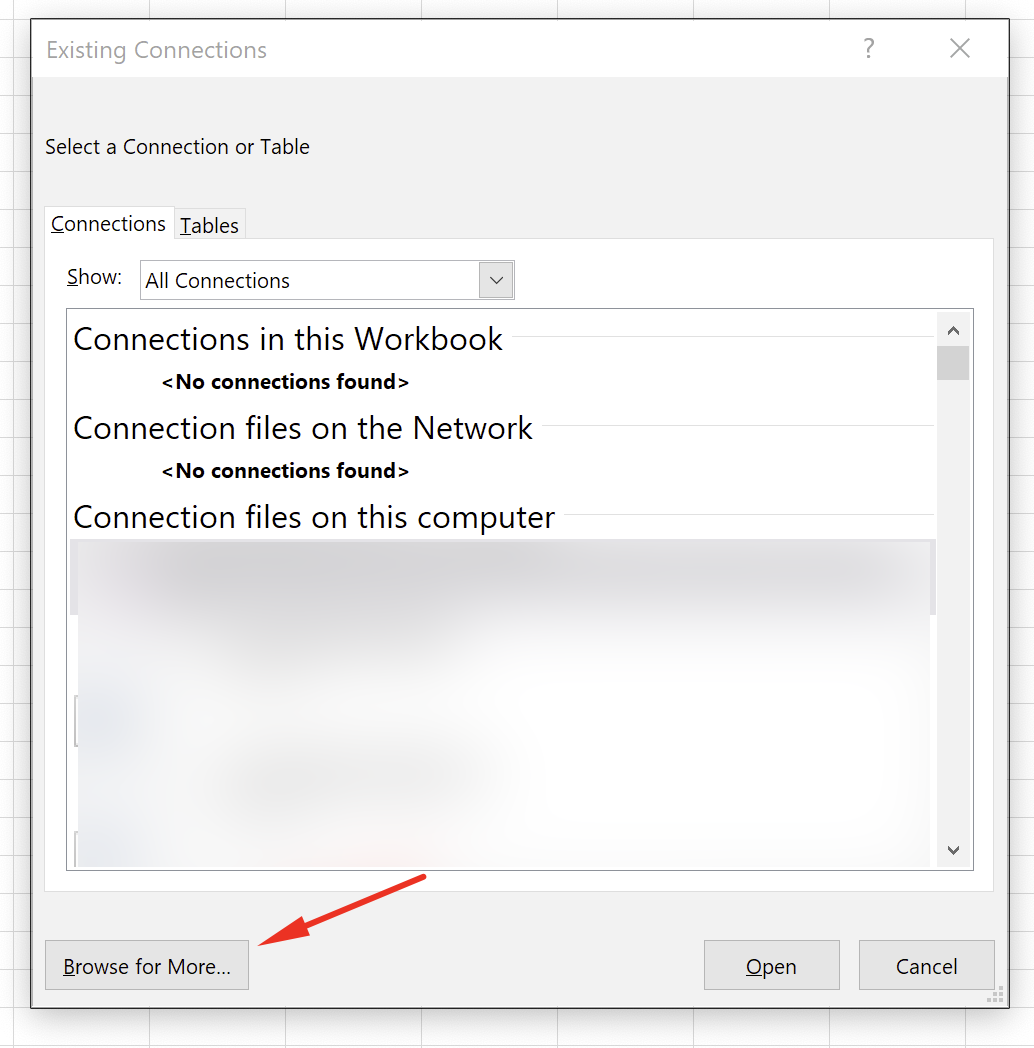 Existing Connections ?
Select a Connection or Table
Connections Tables
Show: All Connections
Connections in this Workbook
<No connections found>
Connection files on the Network
<No connections found>
Connection files on this computer
Browse for More... Open Cancel